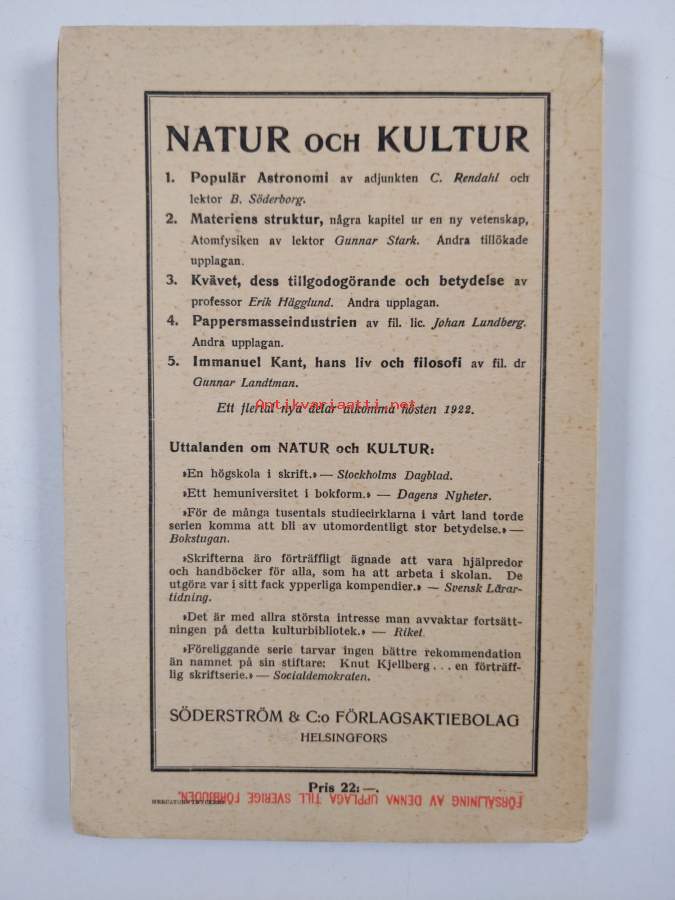 NATUR OCH KULTUR
1. Populär Astronomi av adjunkten C. Rendahl och
lektor B. Söderborg.
2. Materiens struktur, några kapitel ur en ny vetenskap,
Atomfysiken av lektor Gunnar Stark. Andra tillökade
upplagan.
3. Kvävet, dess tillgodogörande och betydelse av
professor Erik Hägglund. Andra upplagan.
4. Pappersmasseindustrien av fil. lic. Johan Lundberg.
Andra upplagan.
5. Immanuel Kant, hans liv och filosofi av fil. dr
Gunnar Landtman.
Antikvariaatti.net
Ett flertal nya delar utkomma hösten 1922.
Uttalanden om NATUR och KULTUR:
»En högskola i skrift.» — Stockholms Dagblad.
»Ett hemuniversitet i bokform.» — Dagens Nyheter.
»För de många tusentals studiecirklarna i vårt land torde
serien komma att bli av utomordentligt stor betydelse.» —
Bokstugan.
»Skrifterna äro förträffligt ägnade att vara hjälpredor
och handböcker för alla, som ha att arbeta i skolan. De
utgöra var i sitt fack ypperliga kompendier.» — Svensk Lärar-
tidning.
»Det är med allra största intresse man avvaktar fortsätt-
ningen på detta kulturbibliotek.» — Riket.
»Föreliggande serie tarvar ingen bättre rekommendation
än namnet på sin stiftare: Knut Kjellberg... en förträff-
lig skriftserie.» — Socialdemokraten.
SÖDERSTRÖM & C:o FÖRLAGSAKTIEBOLAG
HELSINGFORS
Pris 22:—.
FÖRSÄLJNING AV DENNA UPPLAGA TILL SVERIGE FÖRBJUDEN.